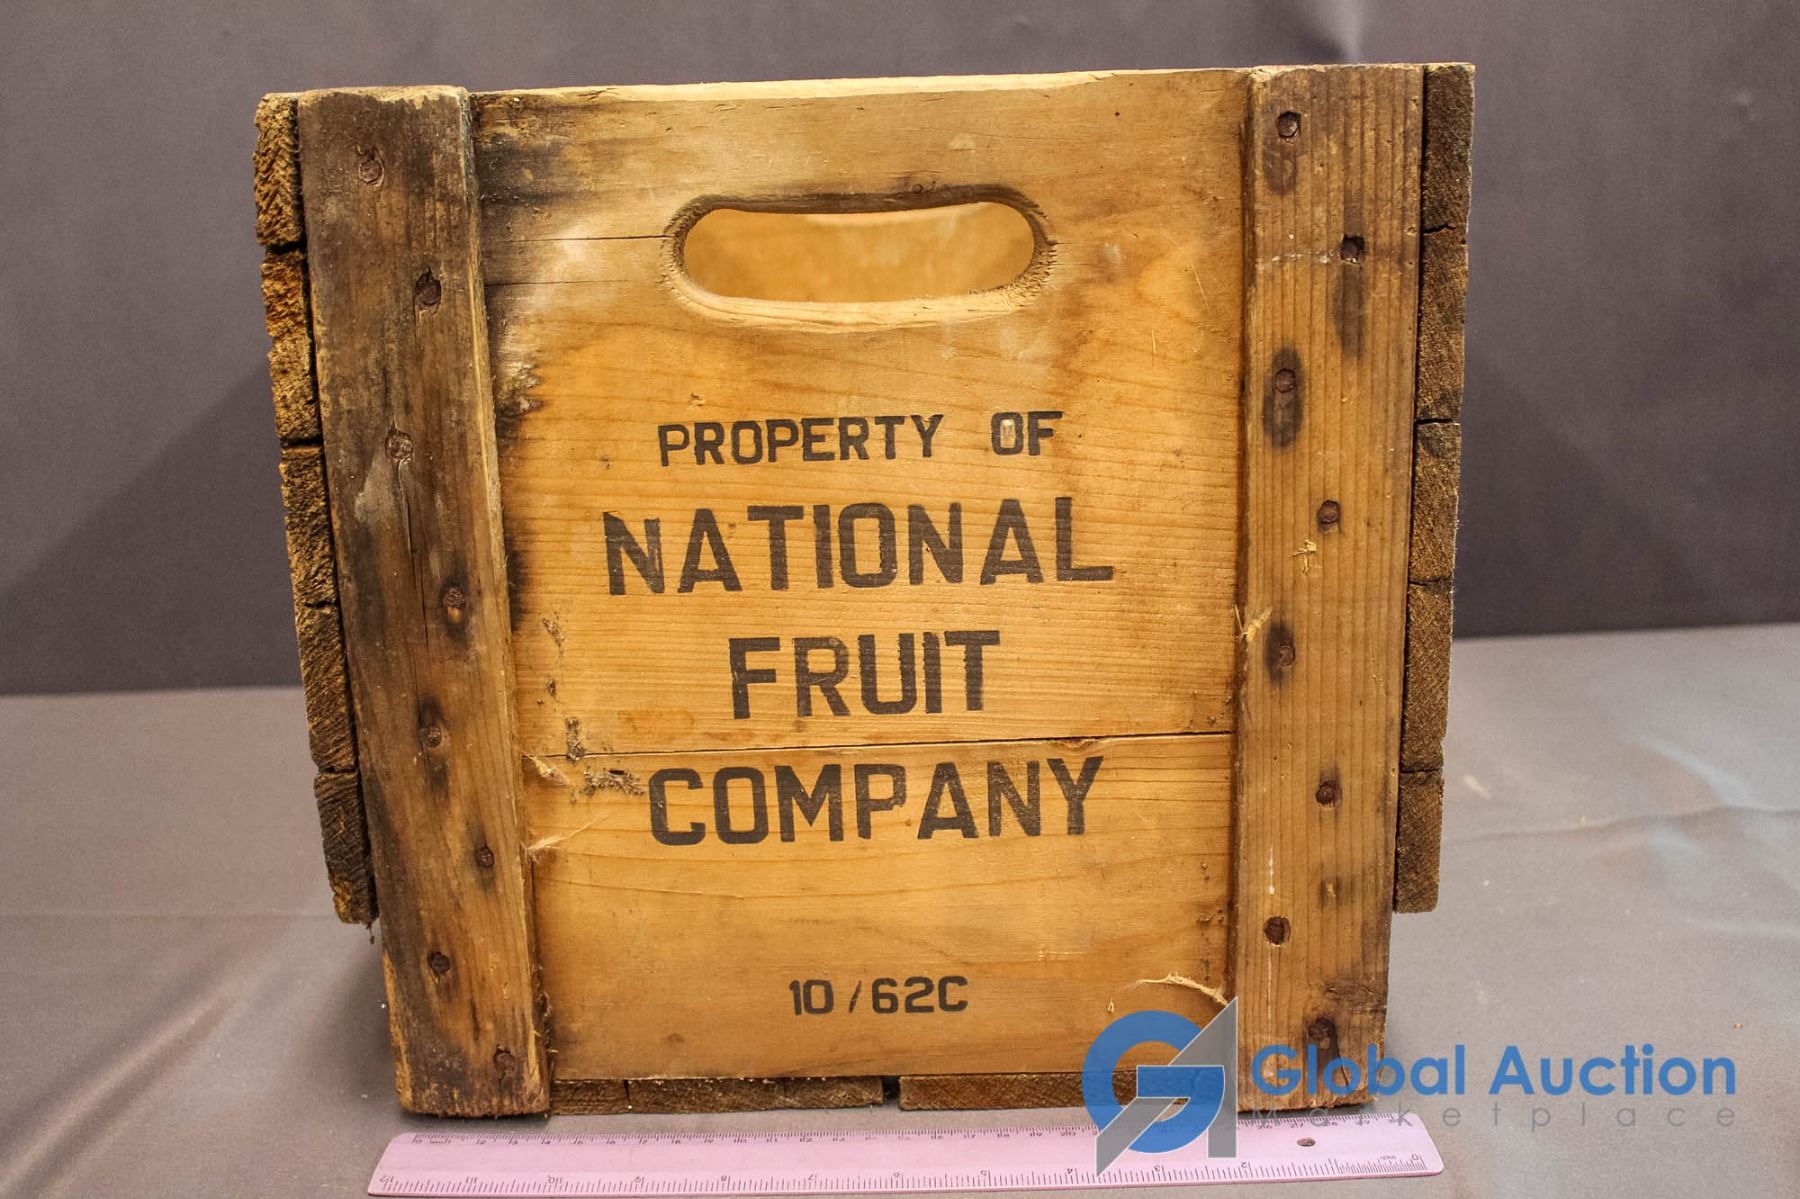 PROPERTY OF
NATIONAL
FRUIT
COMPANY
10/62C
Global Auction
Marketplace